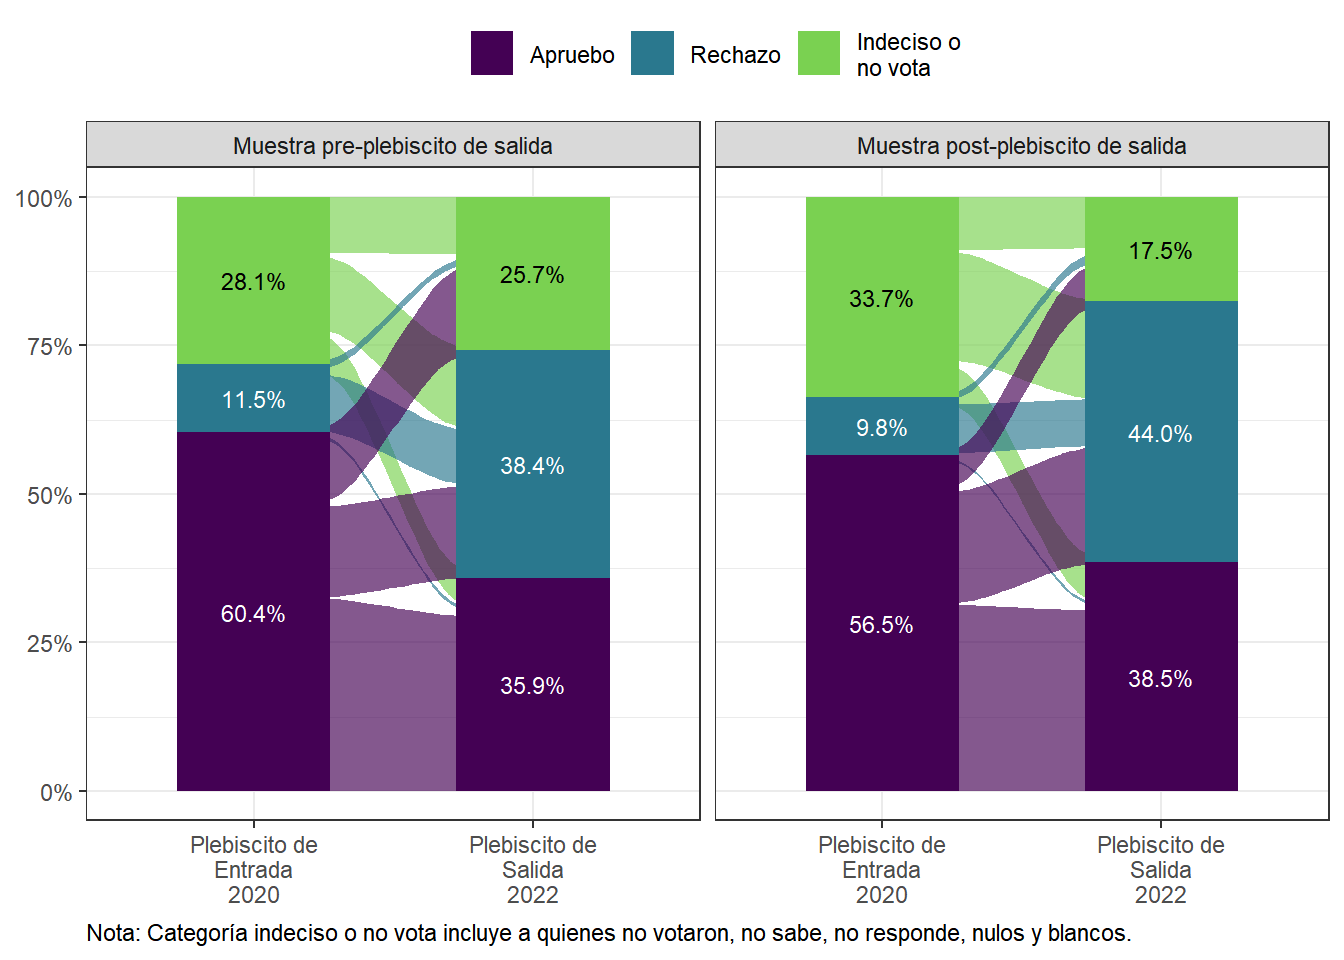 Apruebo
Rechazo
Indeciso o
no vota
Muestra pre-plebiscito de salida
Muestra post-plebiscito de salida
100%
75%
50%
25%
0%
28.1%
11.5%
60.4%
25.7%
38.4%
35.9%
33.7%
9.8%
56.5%
17.5%
44.0%
38.5%
Plebiscito de
Entrada
2020
Plebiscito de
Salida
2022
Plebiscito de
Entrada
2020
Plebiscito de
Salida
2022
Nota: Categoría indeciso o no vota incluye a quienes no votaron, no sabe, no responde, nulos y blancos.